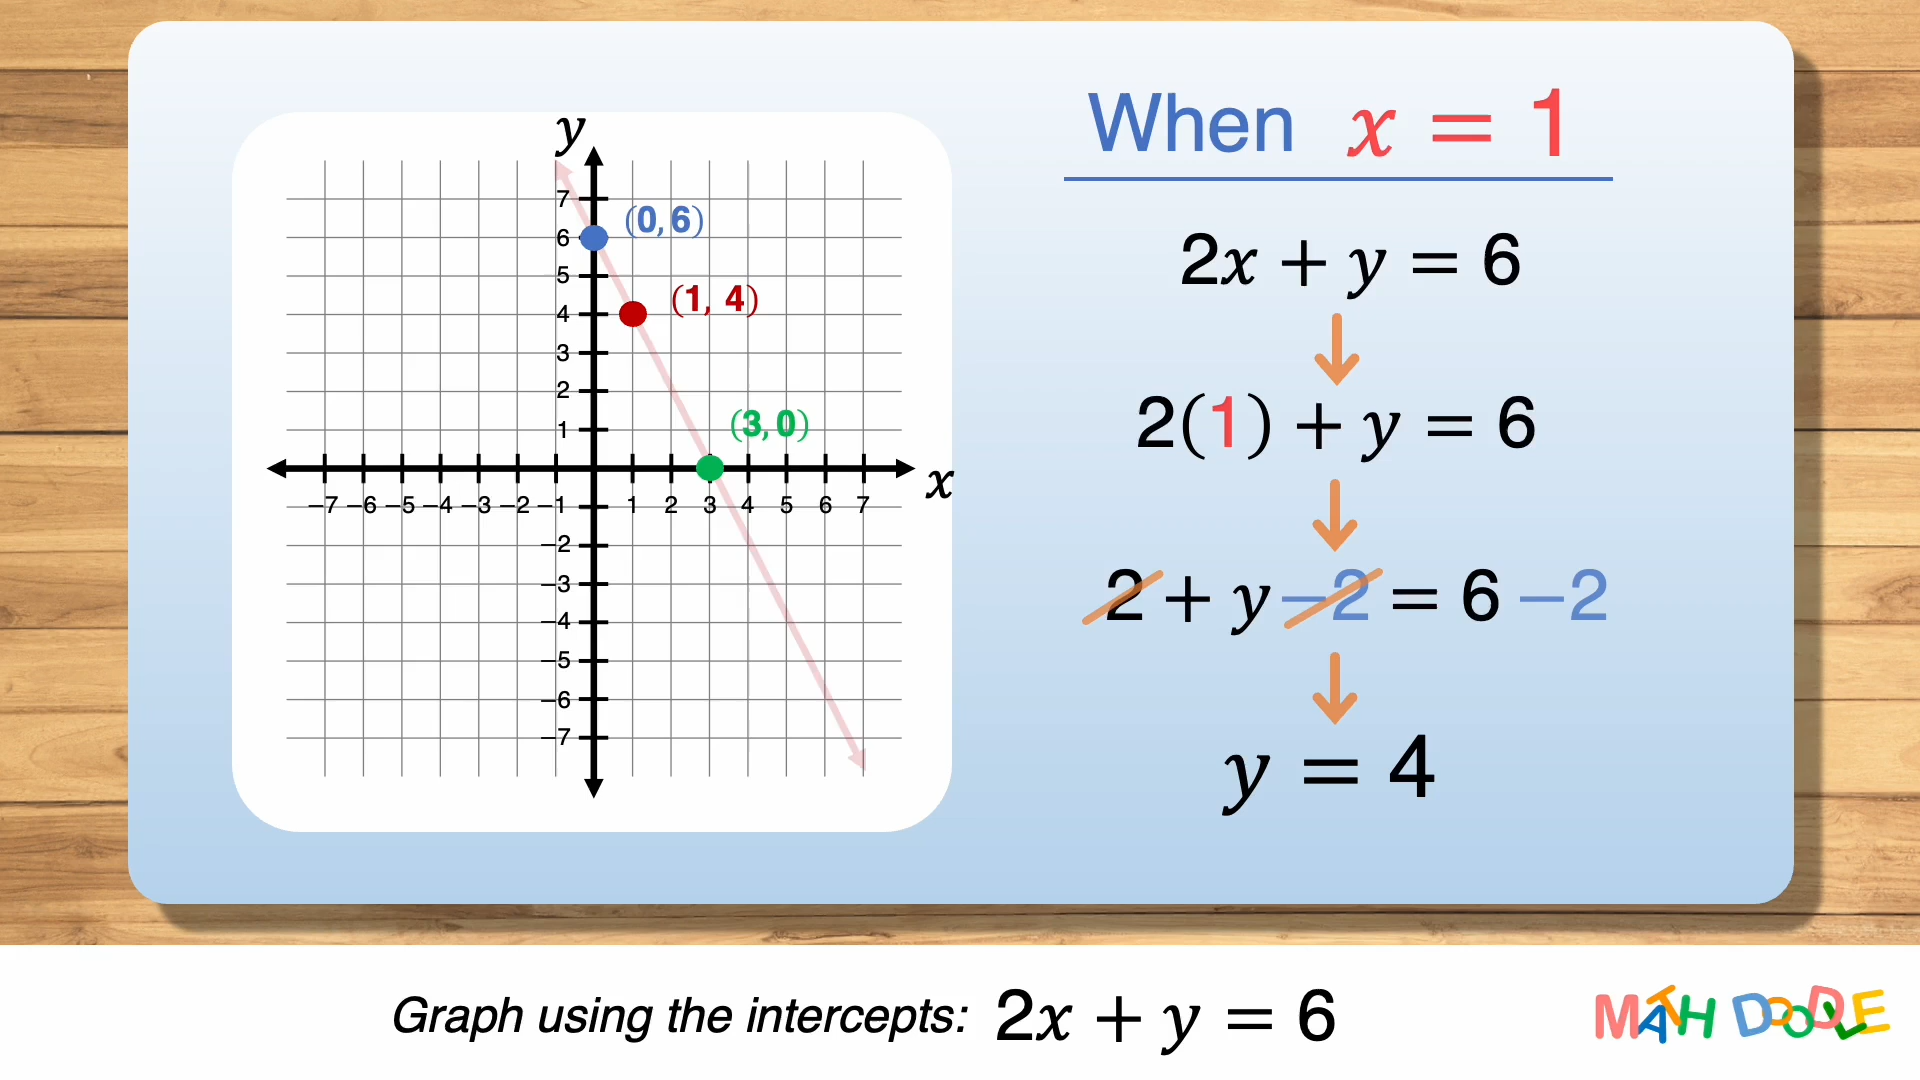 When x = 1
2x + y = 6
2(1) + y = 6
2 + y −2 = 6 −2
y = 4
y
7
(0, 6)
6
5
(1, 4)
4
3
2
(3, 0)
1
x
−7 −6 −5 −4 −3 −2 −1 1 2 3 4 5 6 7
−2
−3
−4
−5
−6
−7
Graph using the intercepts: 2x + y = 6
MATH DOODLE